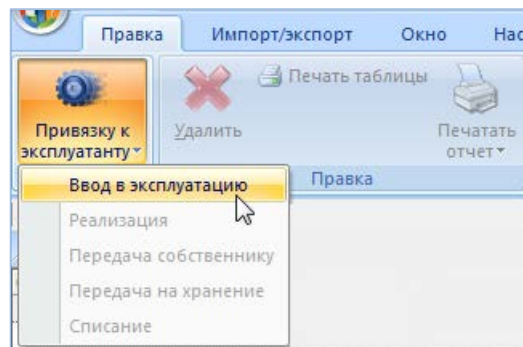 Правка Импорт/экспорт Окно Нас
Привязку к
эксплуатанту
Удалить
Печать таблицы
Печатать
отчет
Правка
Ввод в эксплуатацию
Реализация
Передача собственнику
Передача на хранение
Списание